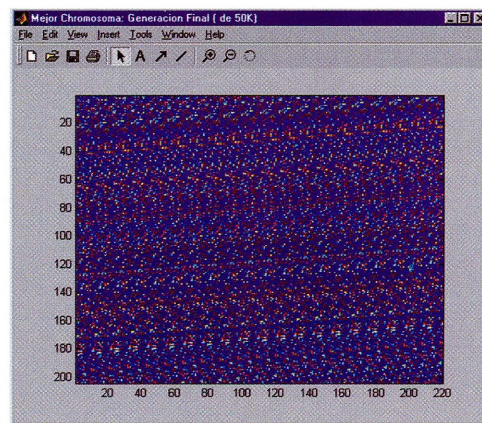 Mejor Chromosoma: Generacion Final ( de 50K)
File Edit View Insert Tools Window Help
A
20
40
60
80
100
120
140
160
180
200
20 40 60 80 100 120 140 160 180 200 220